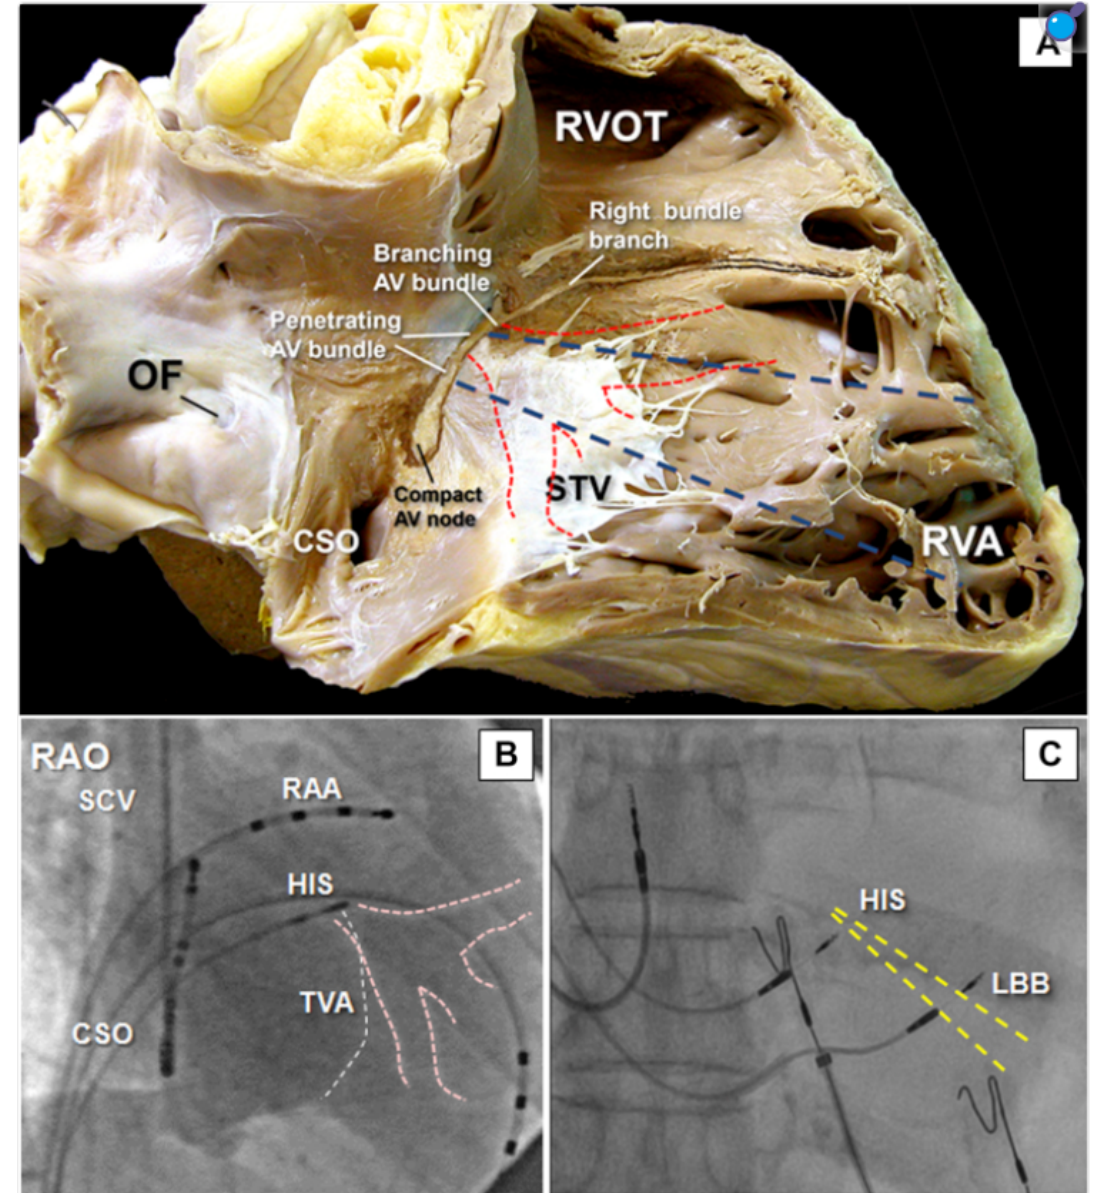 A
RVOT
Right bundle
branch
Branching
AV bundle
Penetrating
AV bundle
OF
STV
Compact
AV node
CSO
RVA
RAO
B
C
SCV
RAA
HIS
HIS
LBB
TVA
CSO